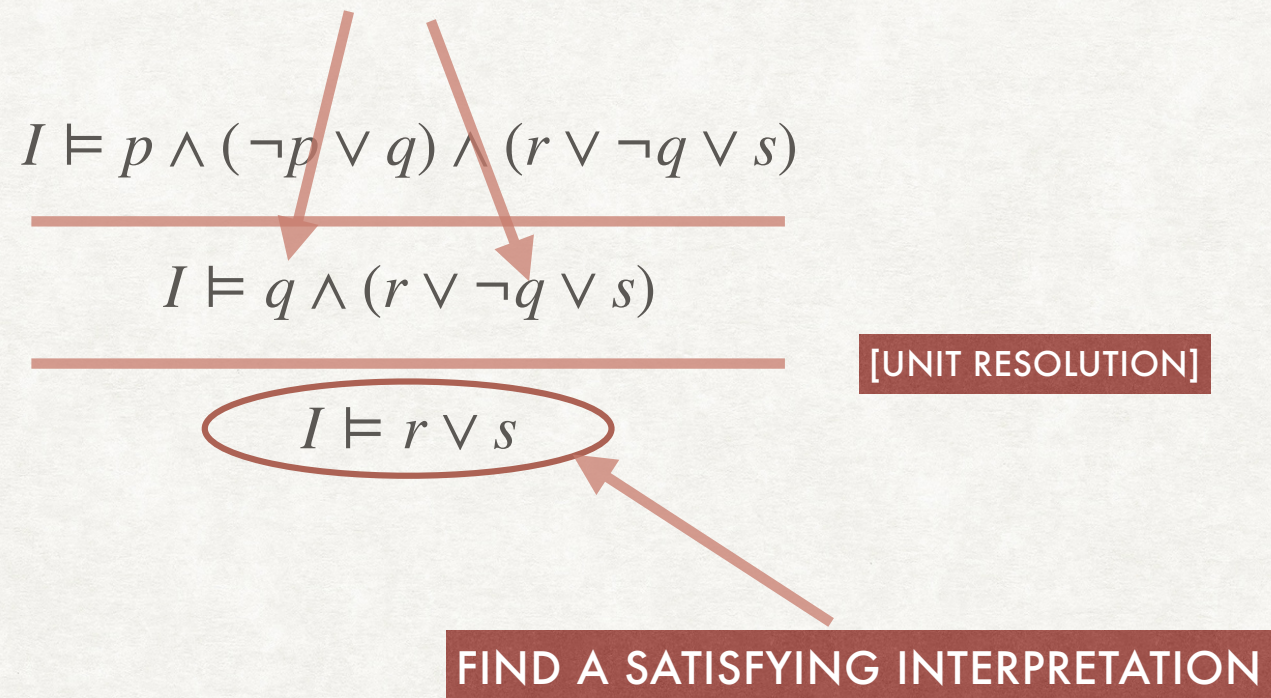 I ⊨ p ∧ (¬p ∨ q) ∧ (r ∨ ¬q ∨ s)
I ⊨ q ∧ (r ∨ ¬q ∨ s)
[UNIT RESOLUTION]
I ⊨ r ∨ s
FIND A SATISFYING INTERPRETATION